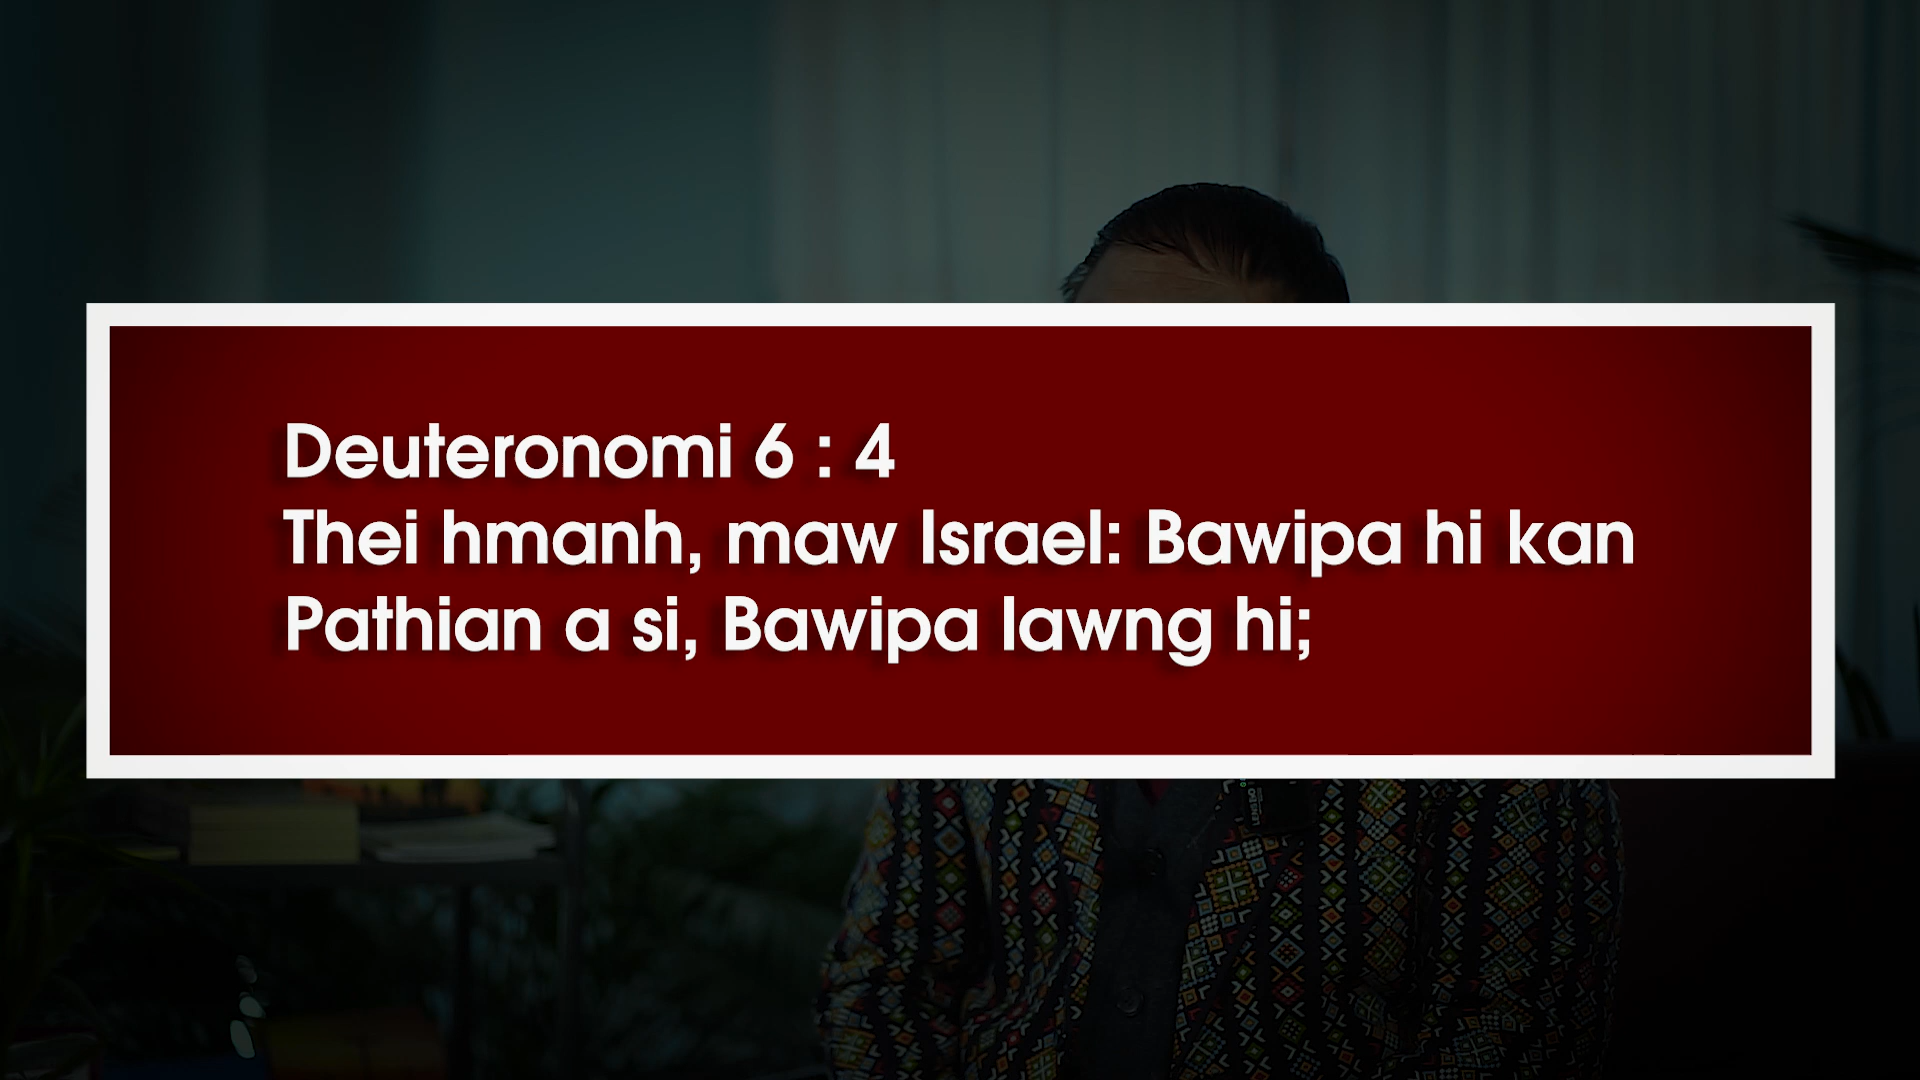 Deuteronomi 6 : 4
Thei hmanh, maw Israel: Bawipa hi kan
Pathian a si, Bawipa lawng hi;